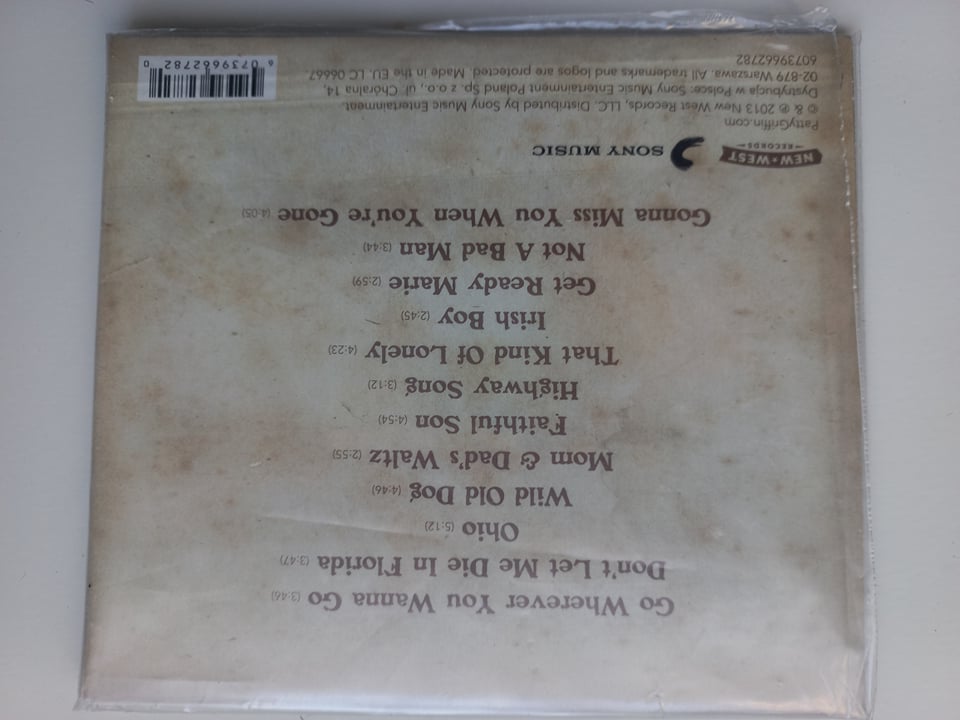 Go Wherever You Wanna Go (3:46)
Don't Let Me Die In Florida (3:47)
Ohio (5:12)
Wild Old Dog (4:46)
Mom & Dad's Waltz (2:55)
Faithful Son (4:54)
Highway Song (3:12)
That Kind Of Lonely (4:23)
Irish Boy (2:45)
Get Ready Marie (2:59)
Not A Bad Man (3:44)
Gonna Miss You When You're Gone (4:05)
NEW★WEST
RECORDS
SONY MUSIC
PattyGriffin.com
© & ℗ 2013 New West Records, LLC. Distributed by Sony Music Entertainment.
Dystrybucja w Polsce: Sony Music Entertainment Poland Sp. z o.o., ul. Chóralna 14,
02-879 Warszawa. All trademarks and logos are protected. Made in the EU. LC 06667.
60739662782
6 07396 62782 0